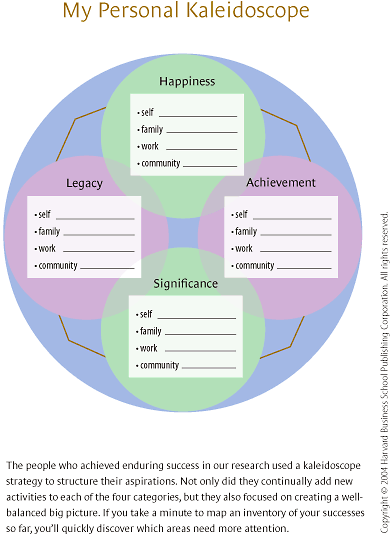 My Personal Kaleidoscope
Happiness
• self
• family
• work
• community
Legacy
• self
• family
• work
• community
Achievement
• self
• family
• work
• community
Significance
• self
• family
• work
• community
The people who achieved enduring success in our research used a kaleidoscope
strategy to structure their aspirations. Not only did they continually add new
activities to each of the four categories, but they also focused on creating a well-
balanced big picture. If you take a minute to map an inventory of your successes
so far, you’ll quickly discover which areas need more attention.
Copyright © 2004 Harvard Business School Publishing Corporation. All rights reserved.